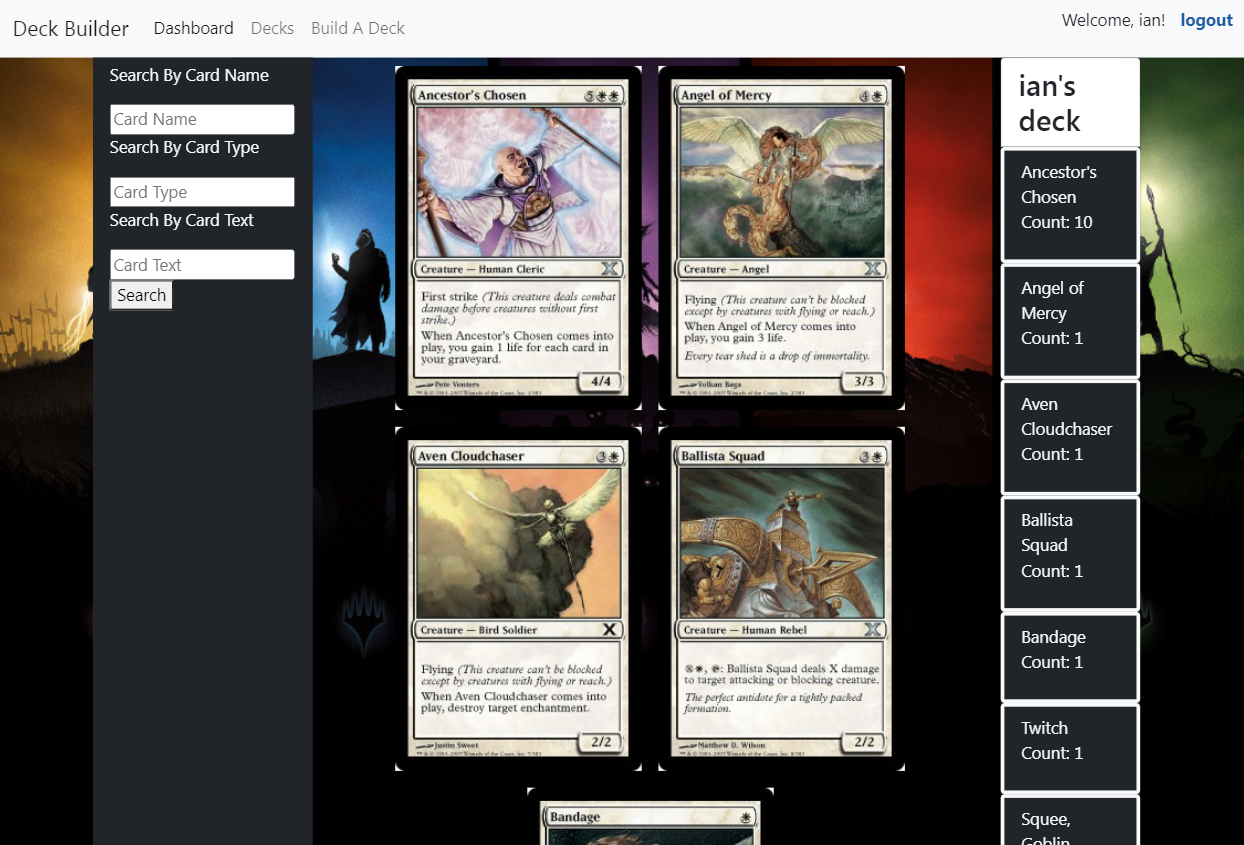 Deck Builder Dashboard Decks Build A Deck Welcome, ian! logout
Search By Card Name
Card Name
Search By Card Type
Card Type
Search By Card Text
Card Text
Search
Ancestor's Chosen 5
Creature — Human Cleric
First strike (This creature deals combat
damage before creatures without first
strike.)
When Ancestor's Chosen comes into
play, you gain 1 life for each card in
your graveyard.
4/4
Pete Venters
Angel of Mercy 4
Creature — Angel
Flying (This creature can't be blocked
except by creatures with flying or reach.)
When Angel of Mercy comes into
play, you gain 3 life.
Every tear shed is a drop of immortality.
3/3
Volkan Baga
Aven Cloudchaser 3
Creature — Bird Soldier
Flying (This creature can't be blocked
except by creatures with flying or reach.)
When Aven Cloudchaser comes into
play, destroy target enchantment.
2/2
Justin Sweet
Ballista Squad 3
Creature — Human Rebel
: Ballista Squad deals X damage
to target attacking or blocking creature.
The perfect antidote for a tightly packed
formation.
2/2
Matthew D. Wilson
Bandage
ian's
deck
Ancestor's
Chosen
Count: 10
Angel of
Mercy
Count: 1
Aven
Cloudchaser
Count: 1
Ballista
Squad
Count: 1
Bandage
Count: 1
Twitch
Count: 1
Squee,
Goblin